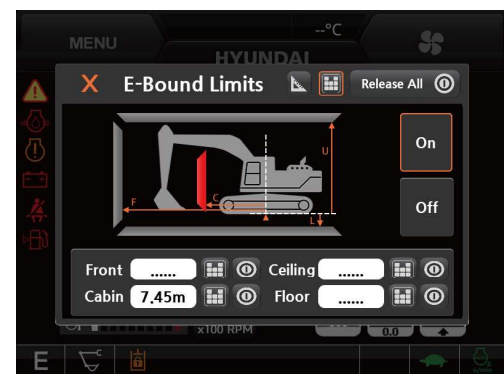 --°C
MENU
HYUNDAI
X E-Bound Limits Release All
U
F C
L
On
Off
Front ...... Ceiling ......
Cabin 7.45m Floor ......
x100 RPM 0.0
E